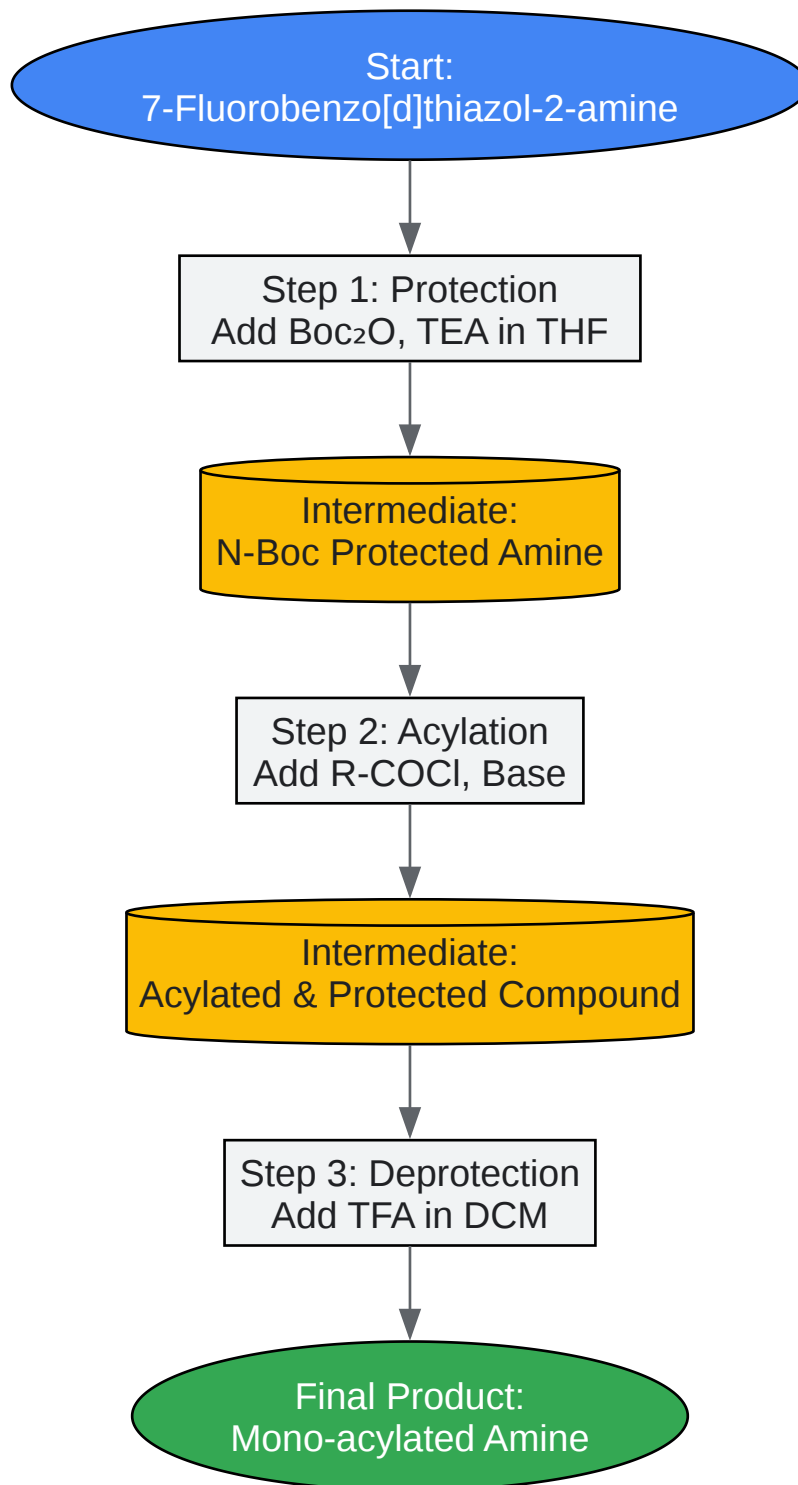 Start:
7-Fluorobenzo[d]thiazol-2-amine
Step 1: Protection
Add Boc₂O, TEA in THF
Intermediate:
N-Boc Protected Amine
Step 2: Acylation
Add R-COCl, Base
Intermediate:
Acylated & Protected Compound
Step 3: Deprotection
Add TFA in DCM
Final Product:
Mono-acylated Amine